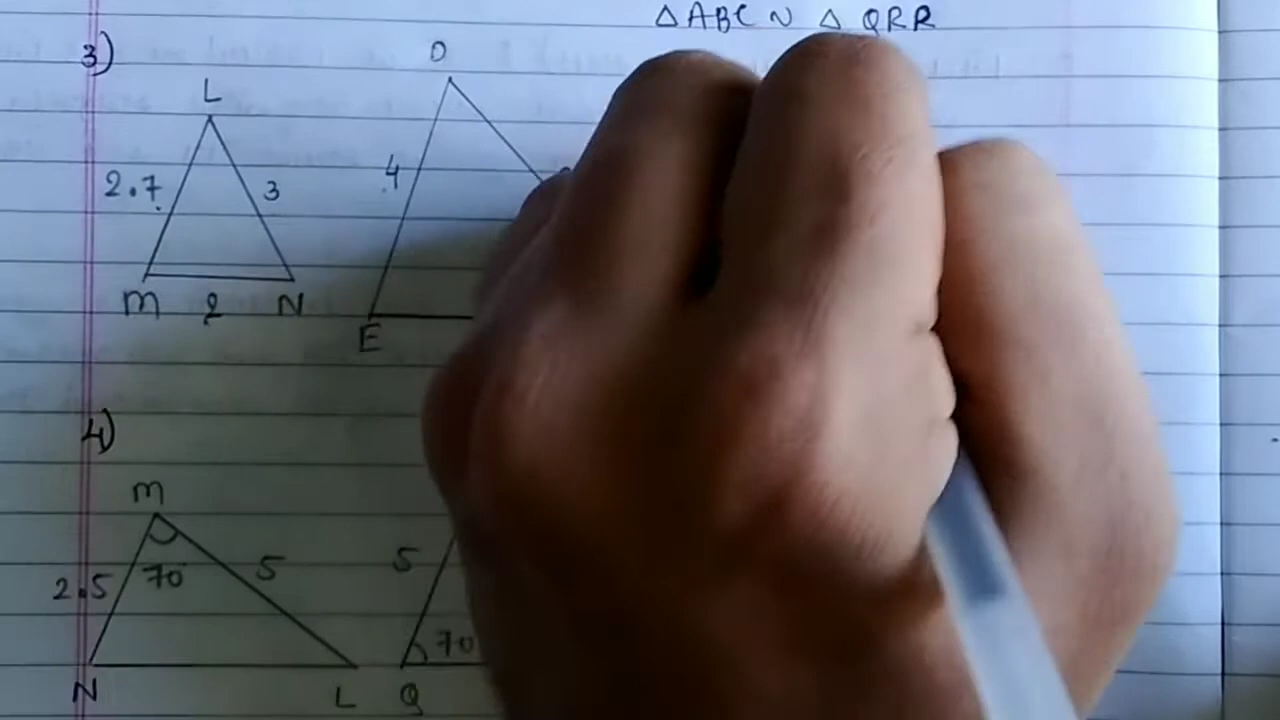 △ABC ~ △QRR
3)
D
L
2.7 3 4
M 2 N
E
4)
M
2.5 70 5 5
70
N L Q